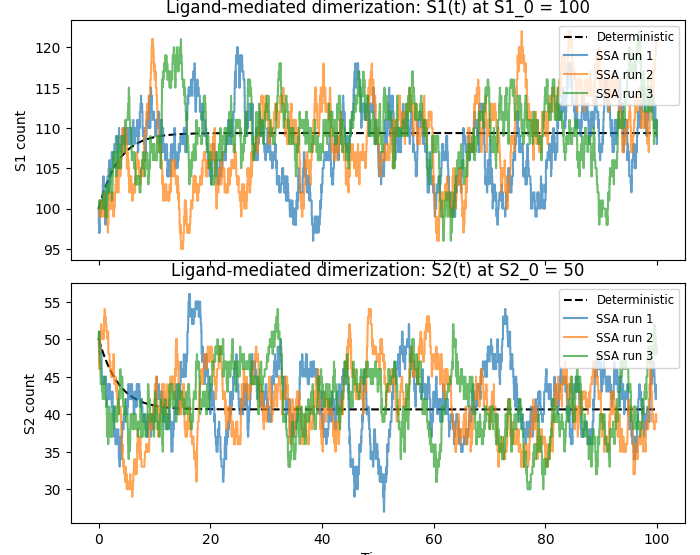 Ligand-mediated dimerization: S1(t) at S1_0 = 100
120
115
110
105
100
95
S1 count
Deterministic
SSA run 1
SSA run 2
SSA run 3
Ligand-mediated dimerization: S2(t) at S2_0 = 50
55
50
45
40
35
30
S2 count
Deterministic
SSA run 1
SSA run 2
SSA run 3
0 20 40 60 80 100